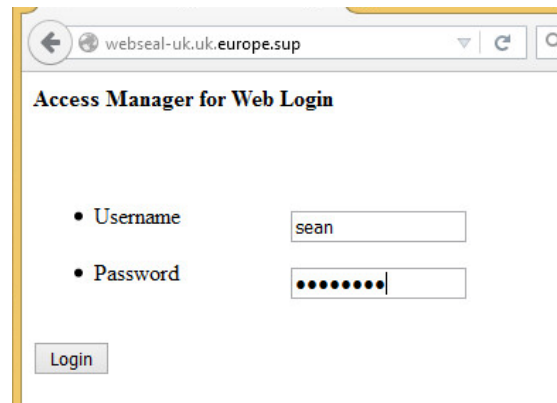 webseal-uk.uk.europe.sup
Access Manager for Web Login
• Username
sean
• Password
••••••••
Login